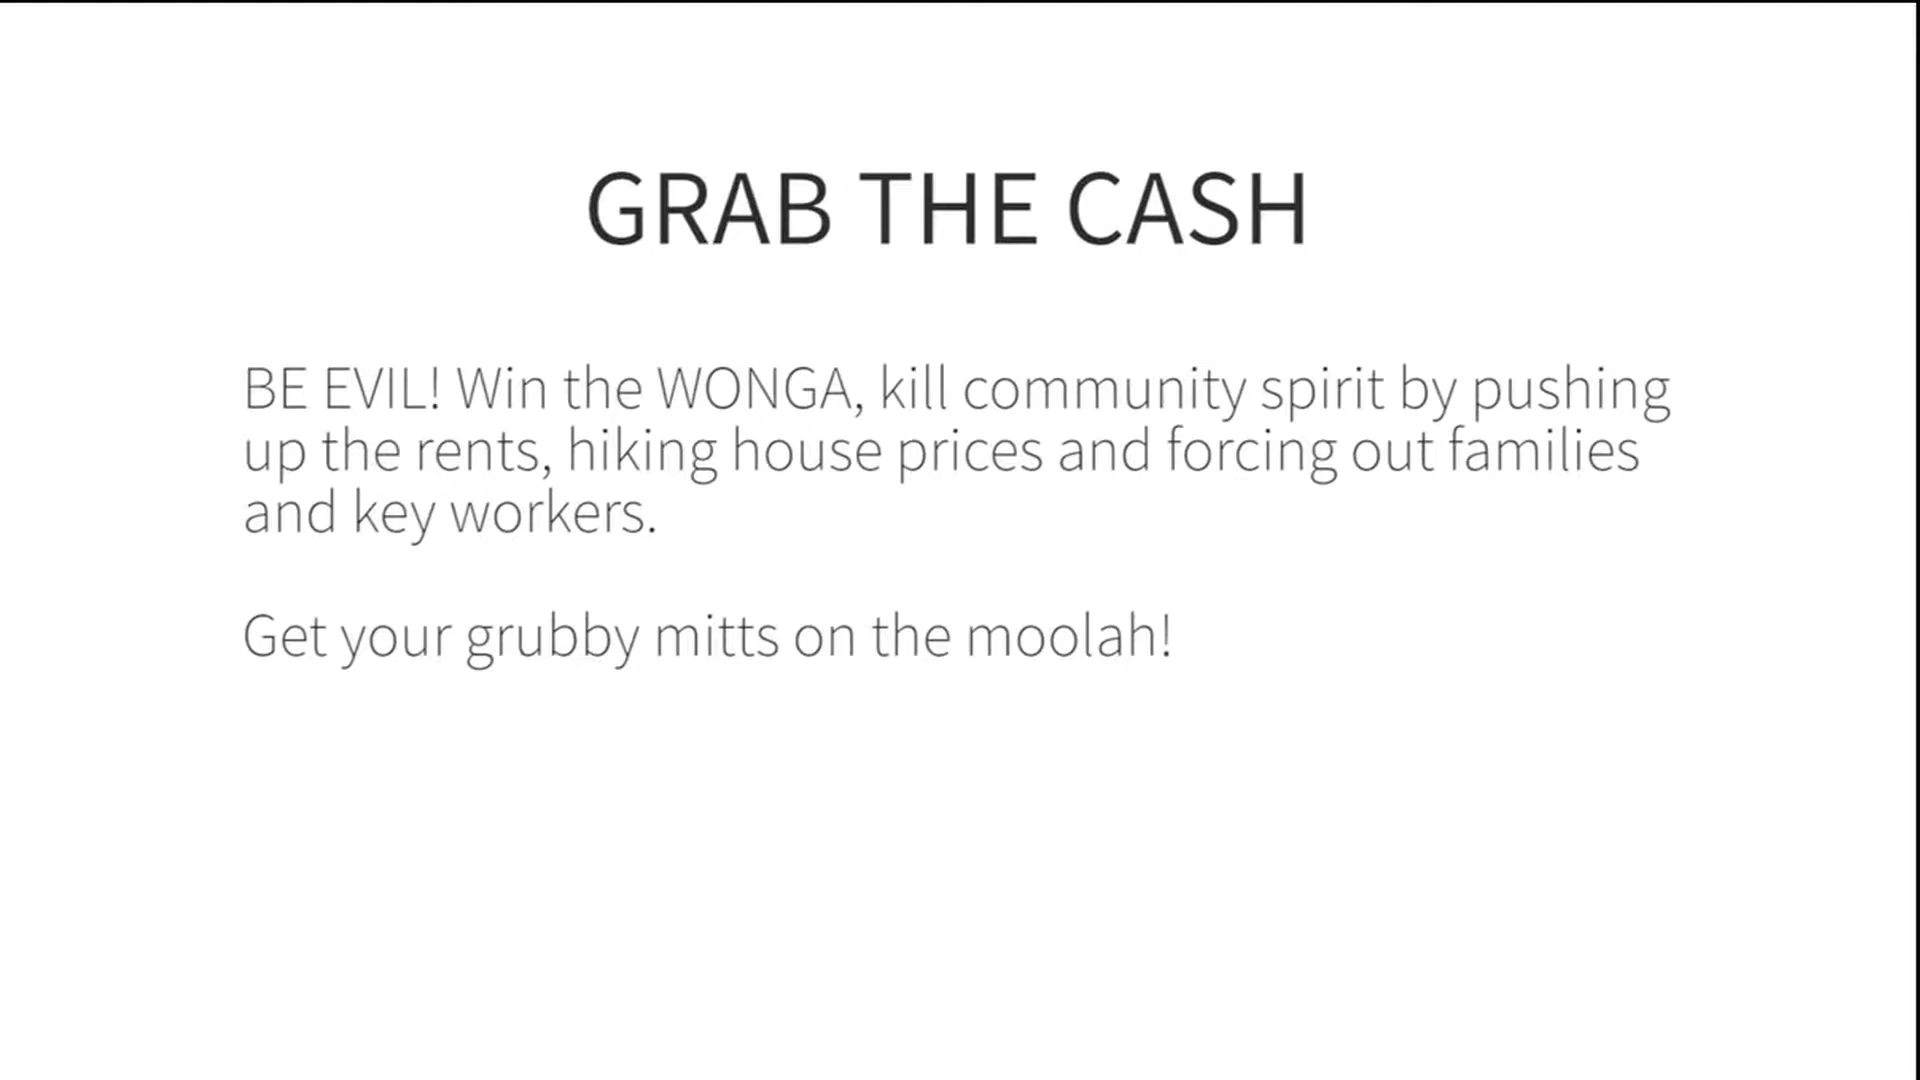 GRAB THE CASH
BE EVIL! Win the WONGA, kill community spirit by pushing
up the rents, hiking house prices and forcing out families
and key workers.
Get your grubby mitts on the moolah!